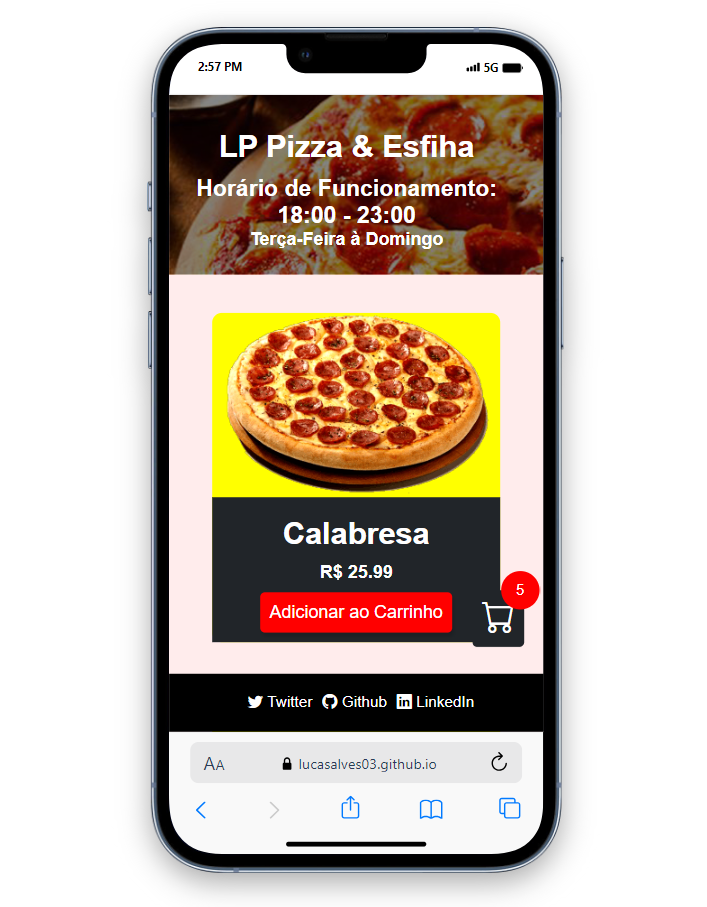 2:57 PM 5G
LP Pizza & Esfiha
Horário de Funcionamento:
18:00 - 23:00
Terça-Feira à Domingo
Calabresa
R$ 25.99
5
Adicionar ao Carrinho
Twitter Github LinkedIn
AA lucasalves03.github.io